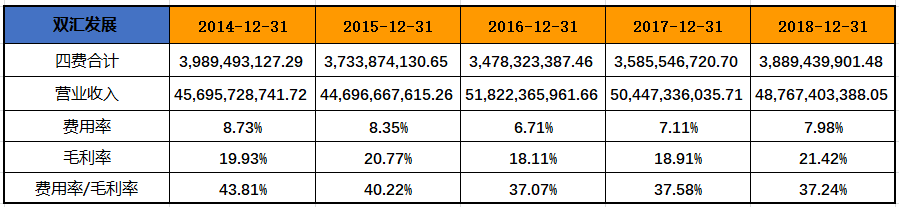 双汇发展 2014-12-31 2015-12-31 2016-12-31 2017-12-31 2018-12-31
四费合计 3,989,493,127.29 3,733,874,130.65 3,478,323,387.46 3,585,546,720.70 3,889,439,901.48
营业收入 45,695,728,741.72 44,696,667,615.26 51,822,365,961.66 50,447,336,035.71 48,767,403,388.05
费用率 8.73% 8.35% 6.71% 7.11% 7.98%
毛利率 19.93% 20.77% 18.11% 18.91% 21.42%
费用率/毛利率 43.81% 40.22% 37.07% 37.58% 37.24%